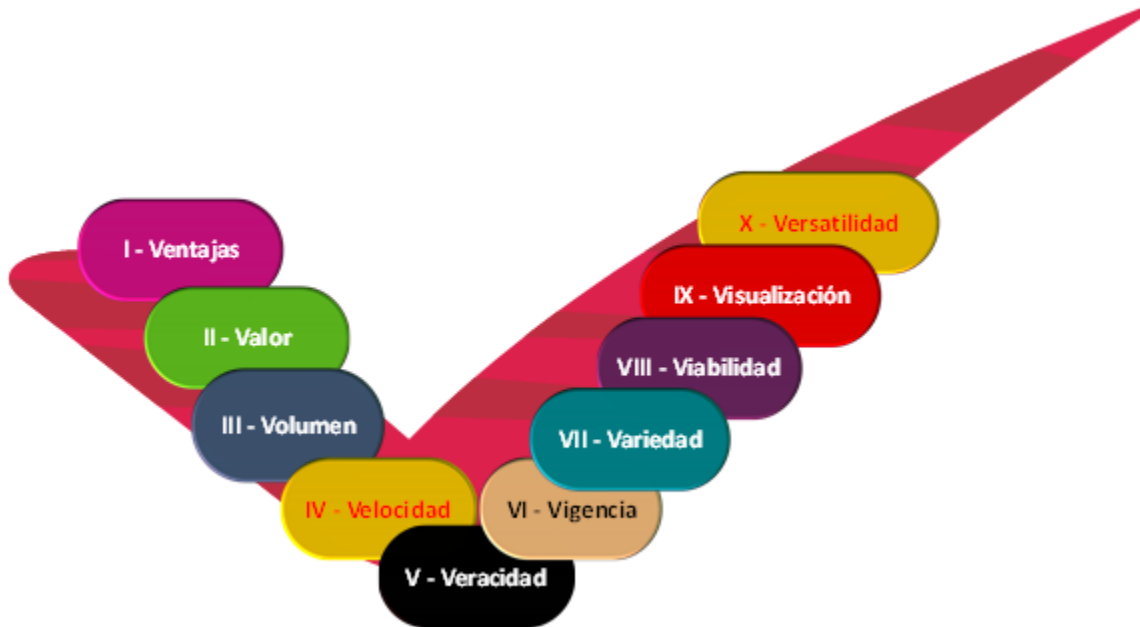 I - Ventajas
II - Valor
III - Volumen
IV - Velocidad
V - Veracidad
VI - Vigencia
VII - Variedad
VIII - Viabilidad
IX - Visualización
X - Versatilidad